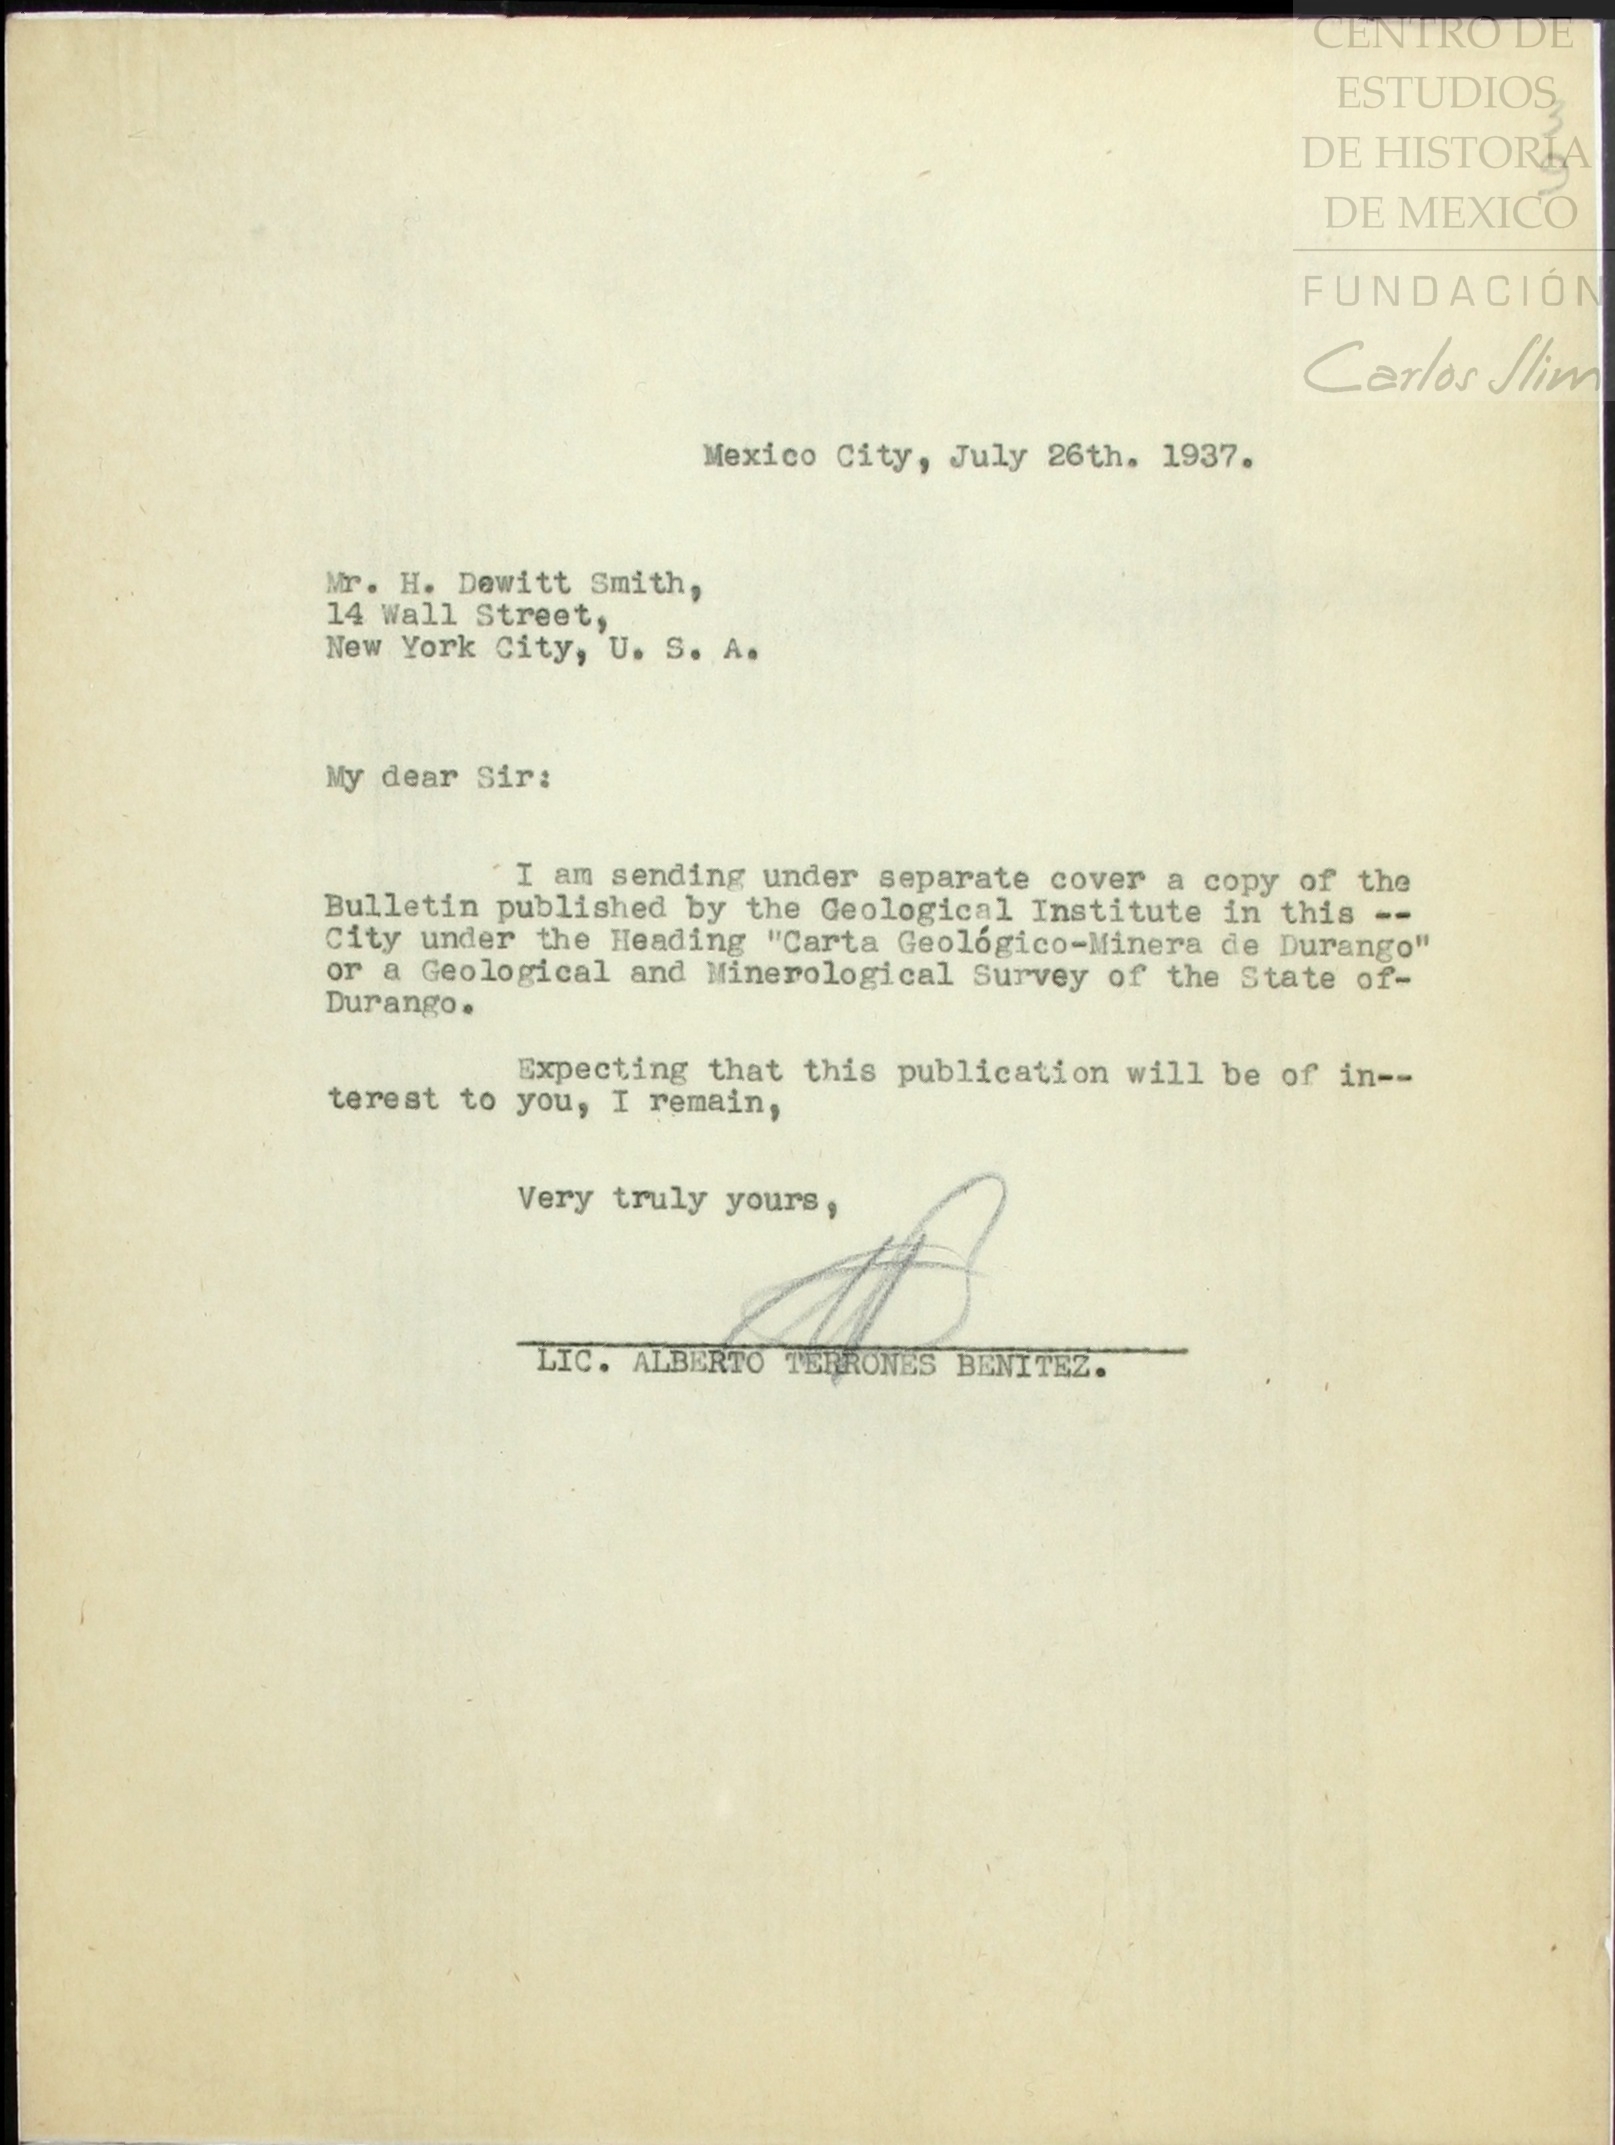 CENTRO DE
ESTUDIOS
DE HISTORIA
DE MEXICO
FUNDACIÓN
Carlos Slim
39
Mexico City, July 26th. 1937.
Mr. H. Dewitt Smith,
14 Wall Street,
New York City, U. S. A.
My dear Sir:
I am sending under separate cover a copy of the
Bulletin published by the Geological Institute in this --
City under the Heading "Carta Geológico-Minera de Durango"
or a Geological and Minerological Survey of the State of-
Durango.
Expecting that this publication will be of in--
terest to you, I remain,
Very truly yours,
LIC. ALBERTO TERRONES BENITEZ.